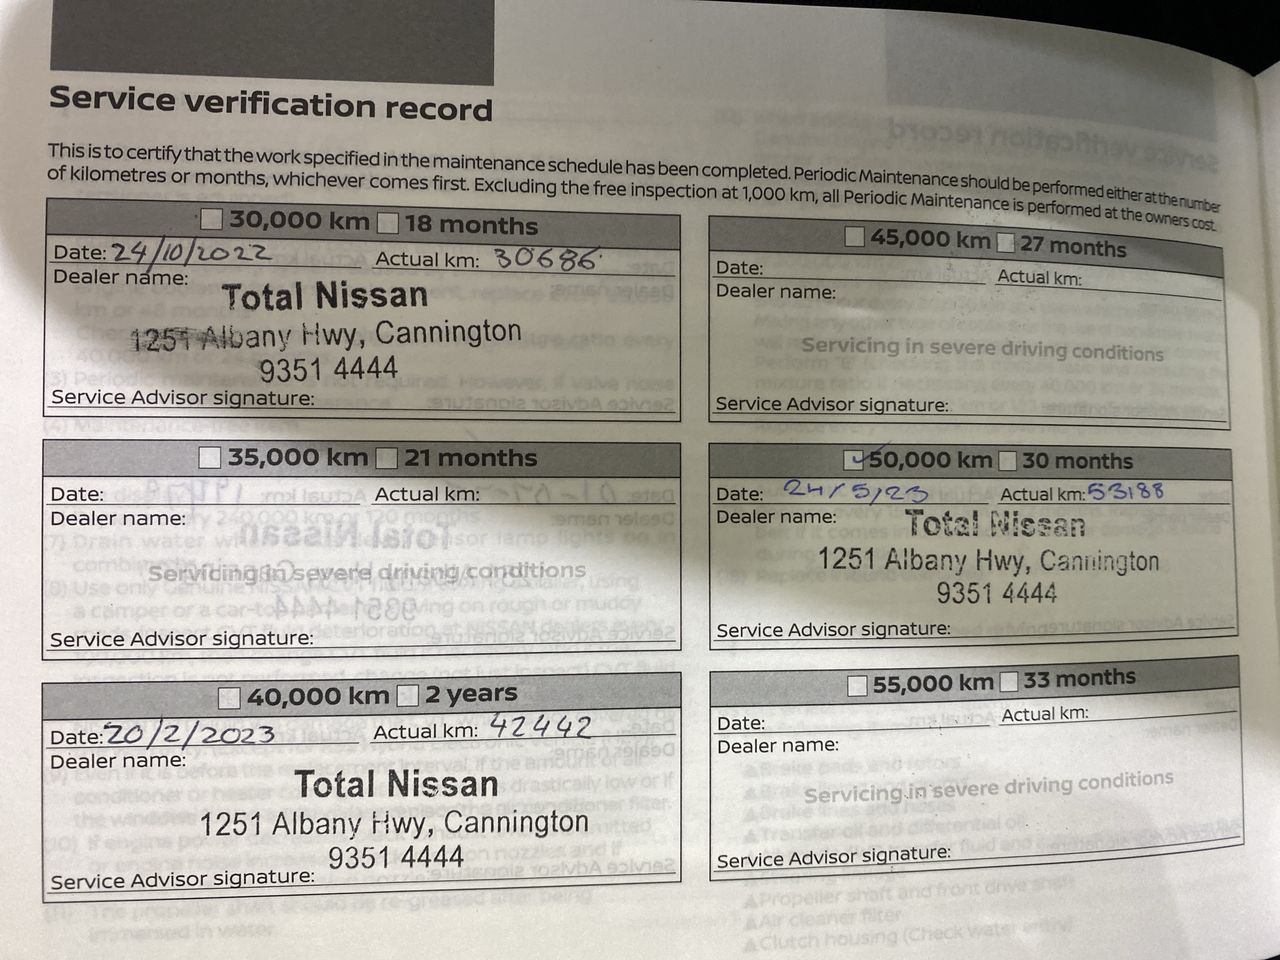 Service verification record
This is to certify that the work specified in the maintenance schedule has been completed. Periodic Maintenance should be performed either at the number
of kilometres or months, whichever comes first. Excluding the free inspection at 1,000 km, all Periodic Maintenance is performed at the owners cost.
30,000 km 18 months
Date: 24/10/2022 Actual km: 30686
Dealer name:
Total Nissan
1251 Albany Hwy, Cannington
9351 4444
Service Advisor signature:
35,000 km 21 months
Date: Actual km:
Dealer name:
Servicing in severe driving conditions
Service Advisor signature:
40,000 km 2 years
Date: 20/2/2023 Actual km: 42442
Dealer name:
Total Nissan
1251 Albany Hwy, Cannington
9351 4444
Service Advisor signature:
45,000 km 27 months
Date: Actual km:
Dealer name:
Servicing in severe driving conditions
Service Advisor signature:
50,000 km 30 months
Date: 24/5/23 Actual km: 53188
Dealer name:
Total Nissan
1251 Albany Hwy, Cannington
9351 4444
Service Advisor signature:
55,000 km 33 months
Date: Actual km:
Dealer name:
Servicing in severe driving conditions
Service Advisor signature: